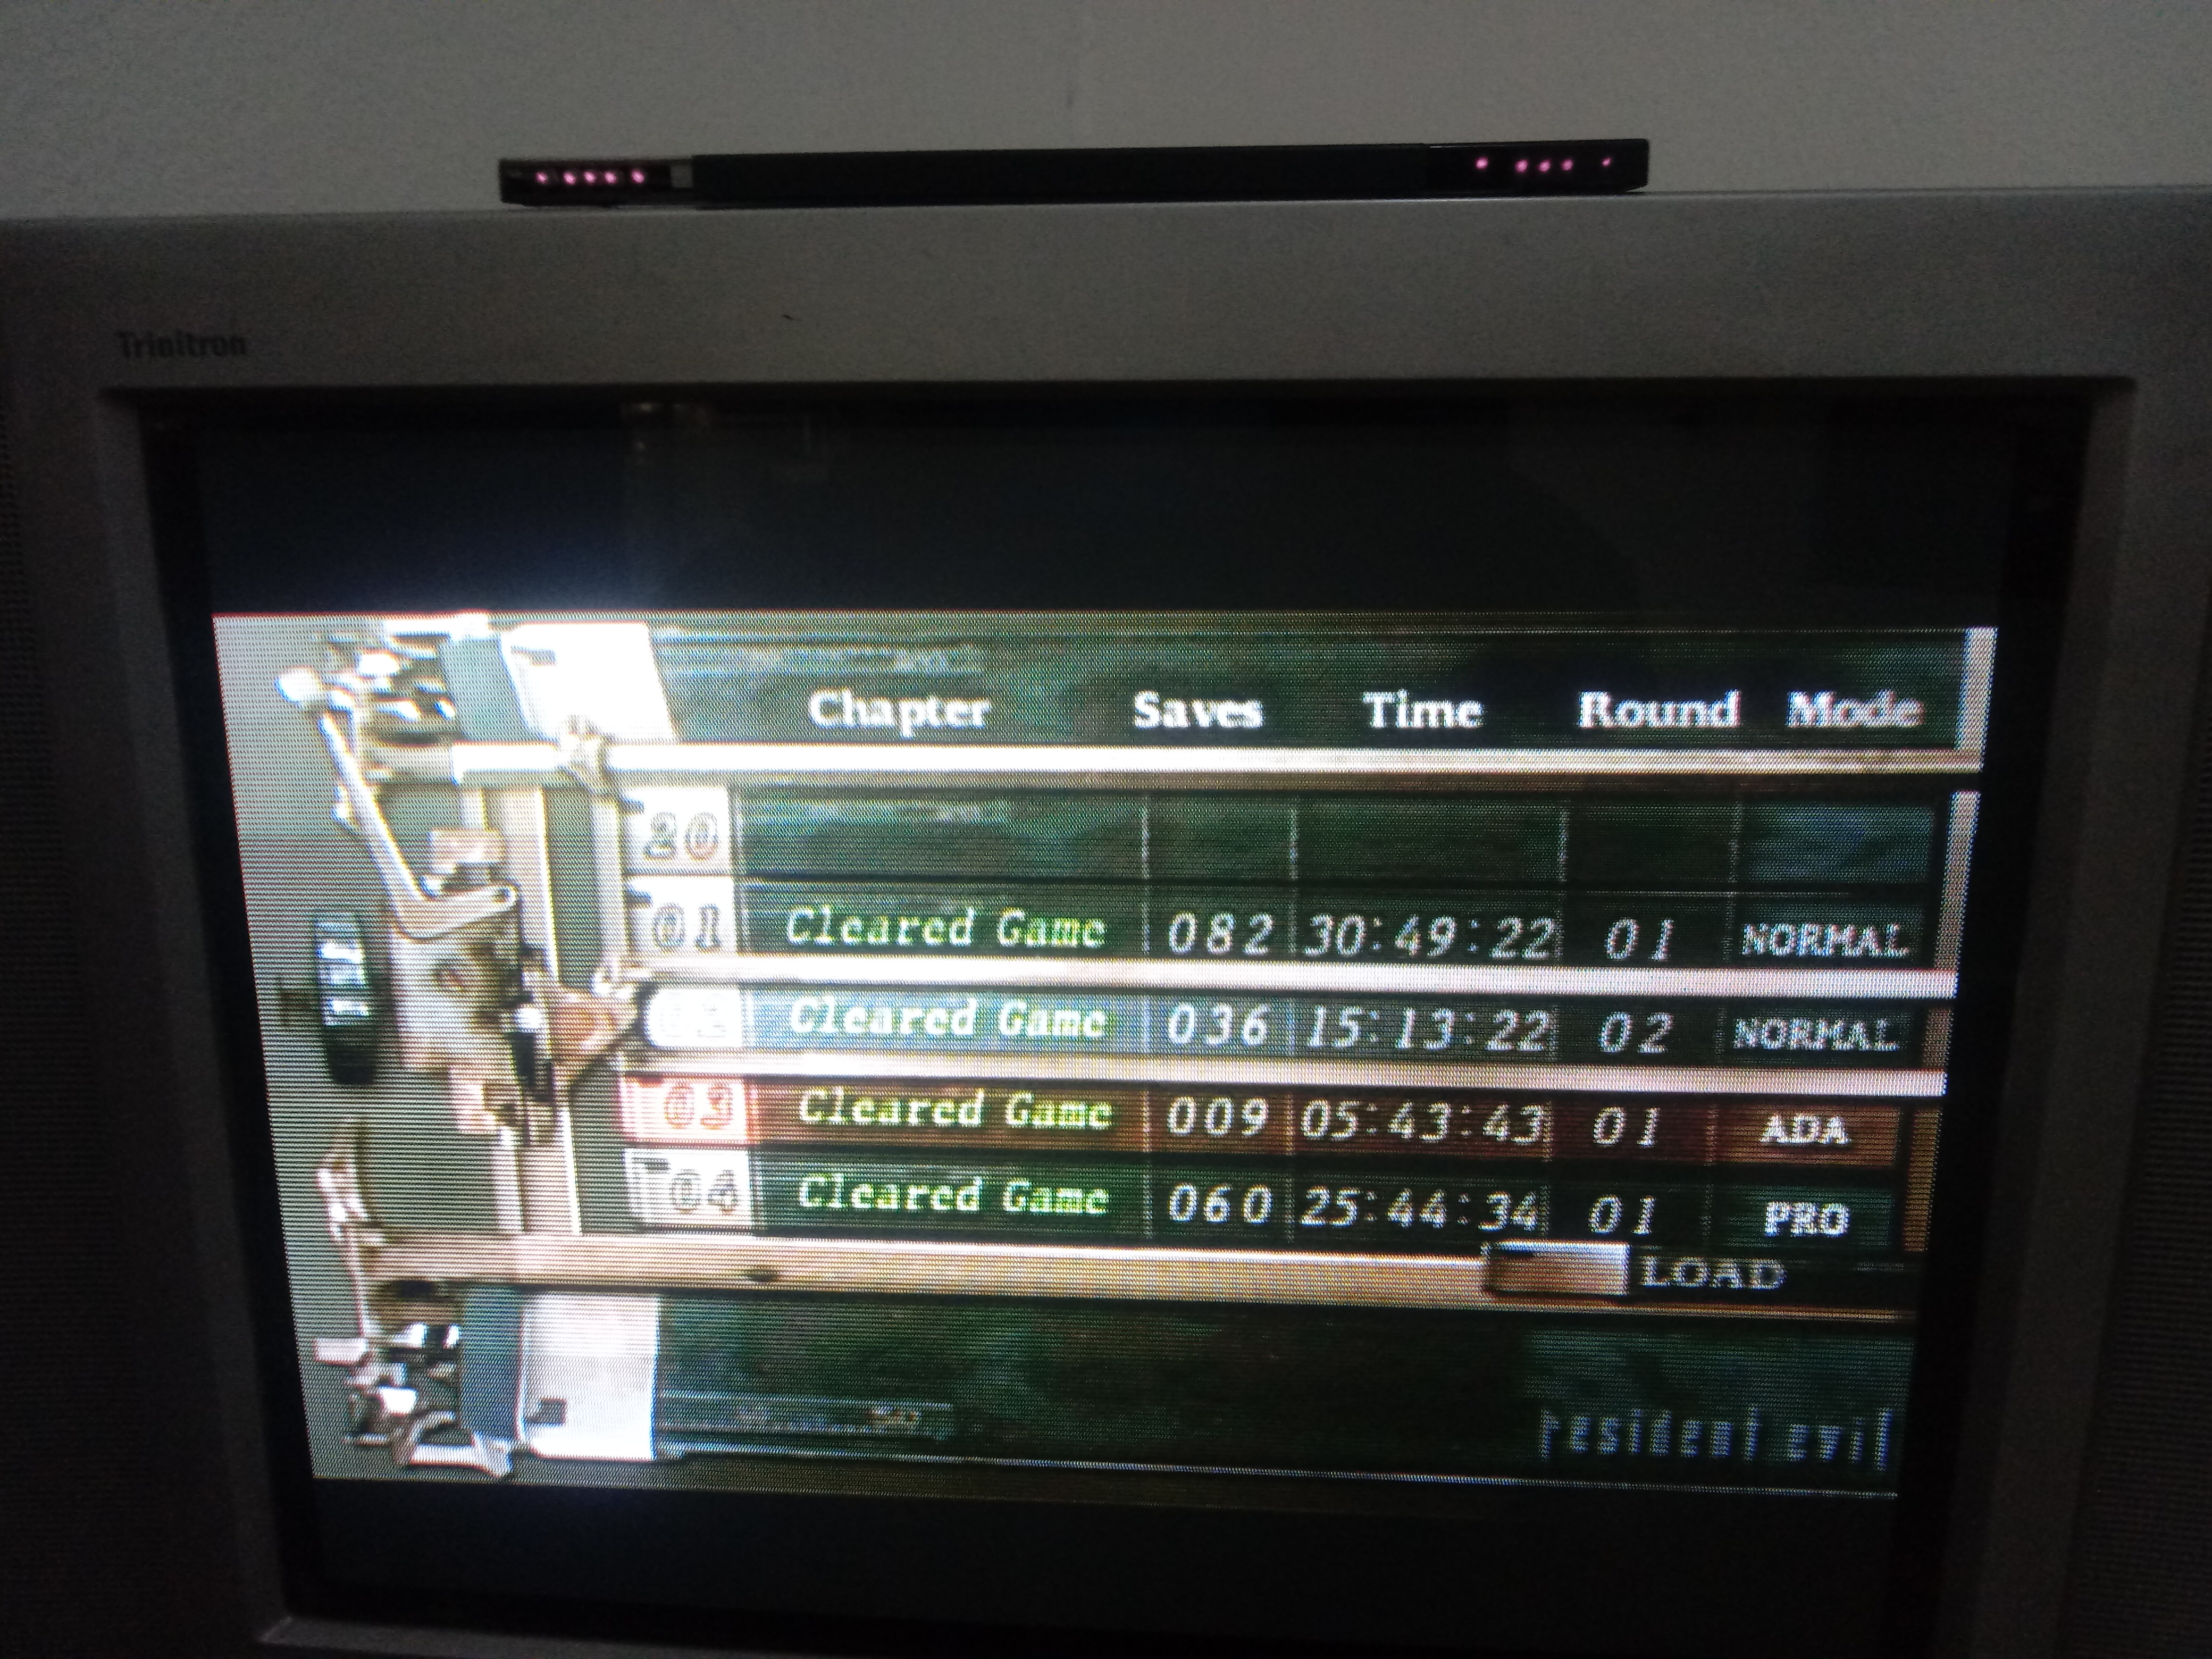 Trinitron
Chapter Saves Time Round Mode
20
01 Cleared Game 082 30:49:22 01 NORMAL
02 Cleared Game 036 15:13:22 02 NORMAL
03 Cleared Game 009 05:43:43 01 ADA
04 Cleared Game 060 25:44:34 01 PRO
LOAD
resident evil